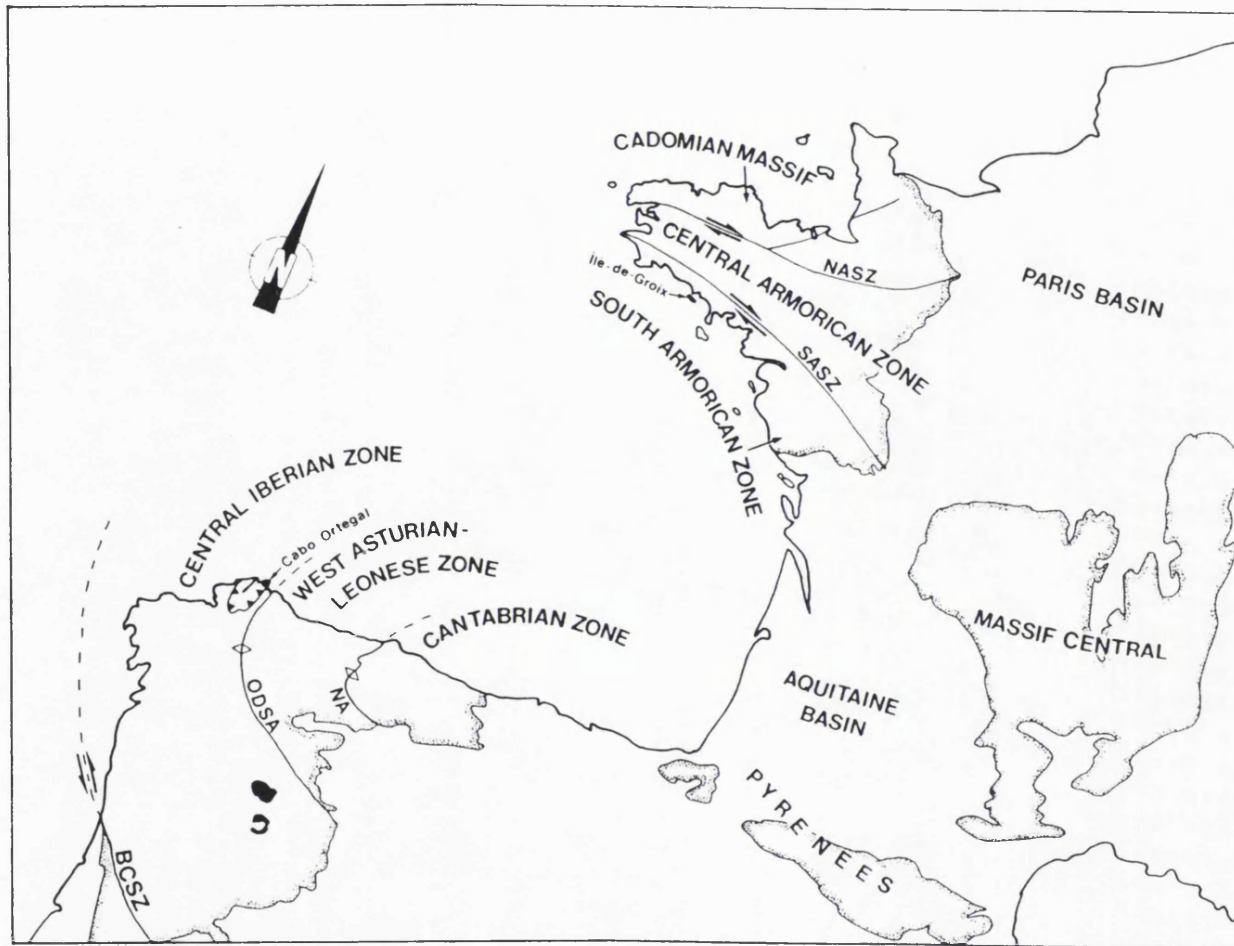 CADOMIAN MASSIF
CENTRAL ARMORICAN ZONE
NASZ
PARIS BASIN
Île-de-Groix
SOUTH ARMORICAN ZONE
SASZ
CENTRAL IBERIAN ZONE
Cabo Ortegal
WEST ASTURIAN-
LEONESE ZONE
CANTABRIAN ZONE
MASSIF CENTRAL
ODSA
NA
AQUITAINE
BASIN
PYRENEES
BCSZ